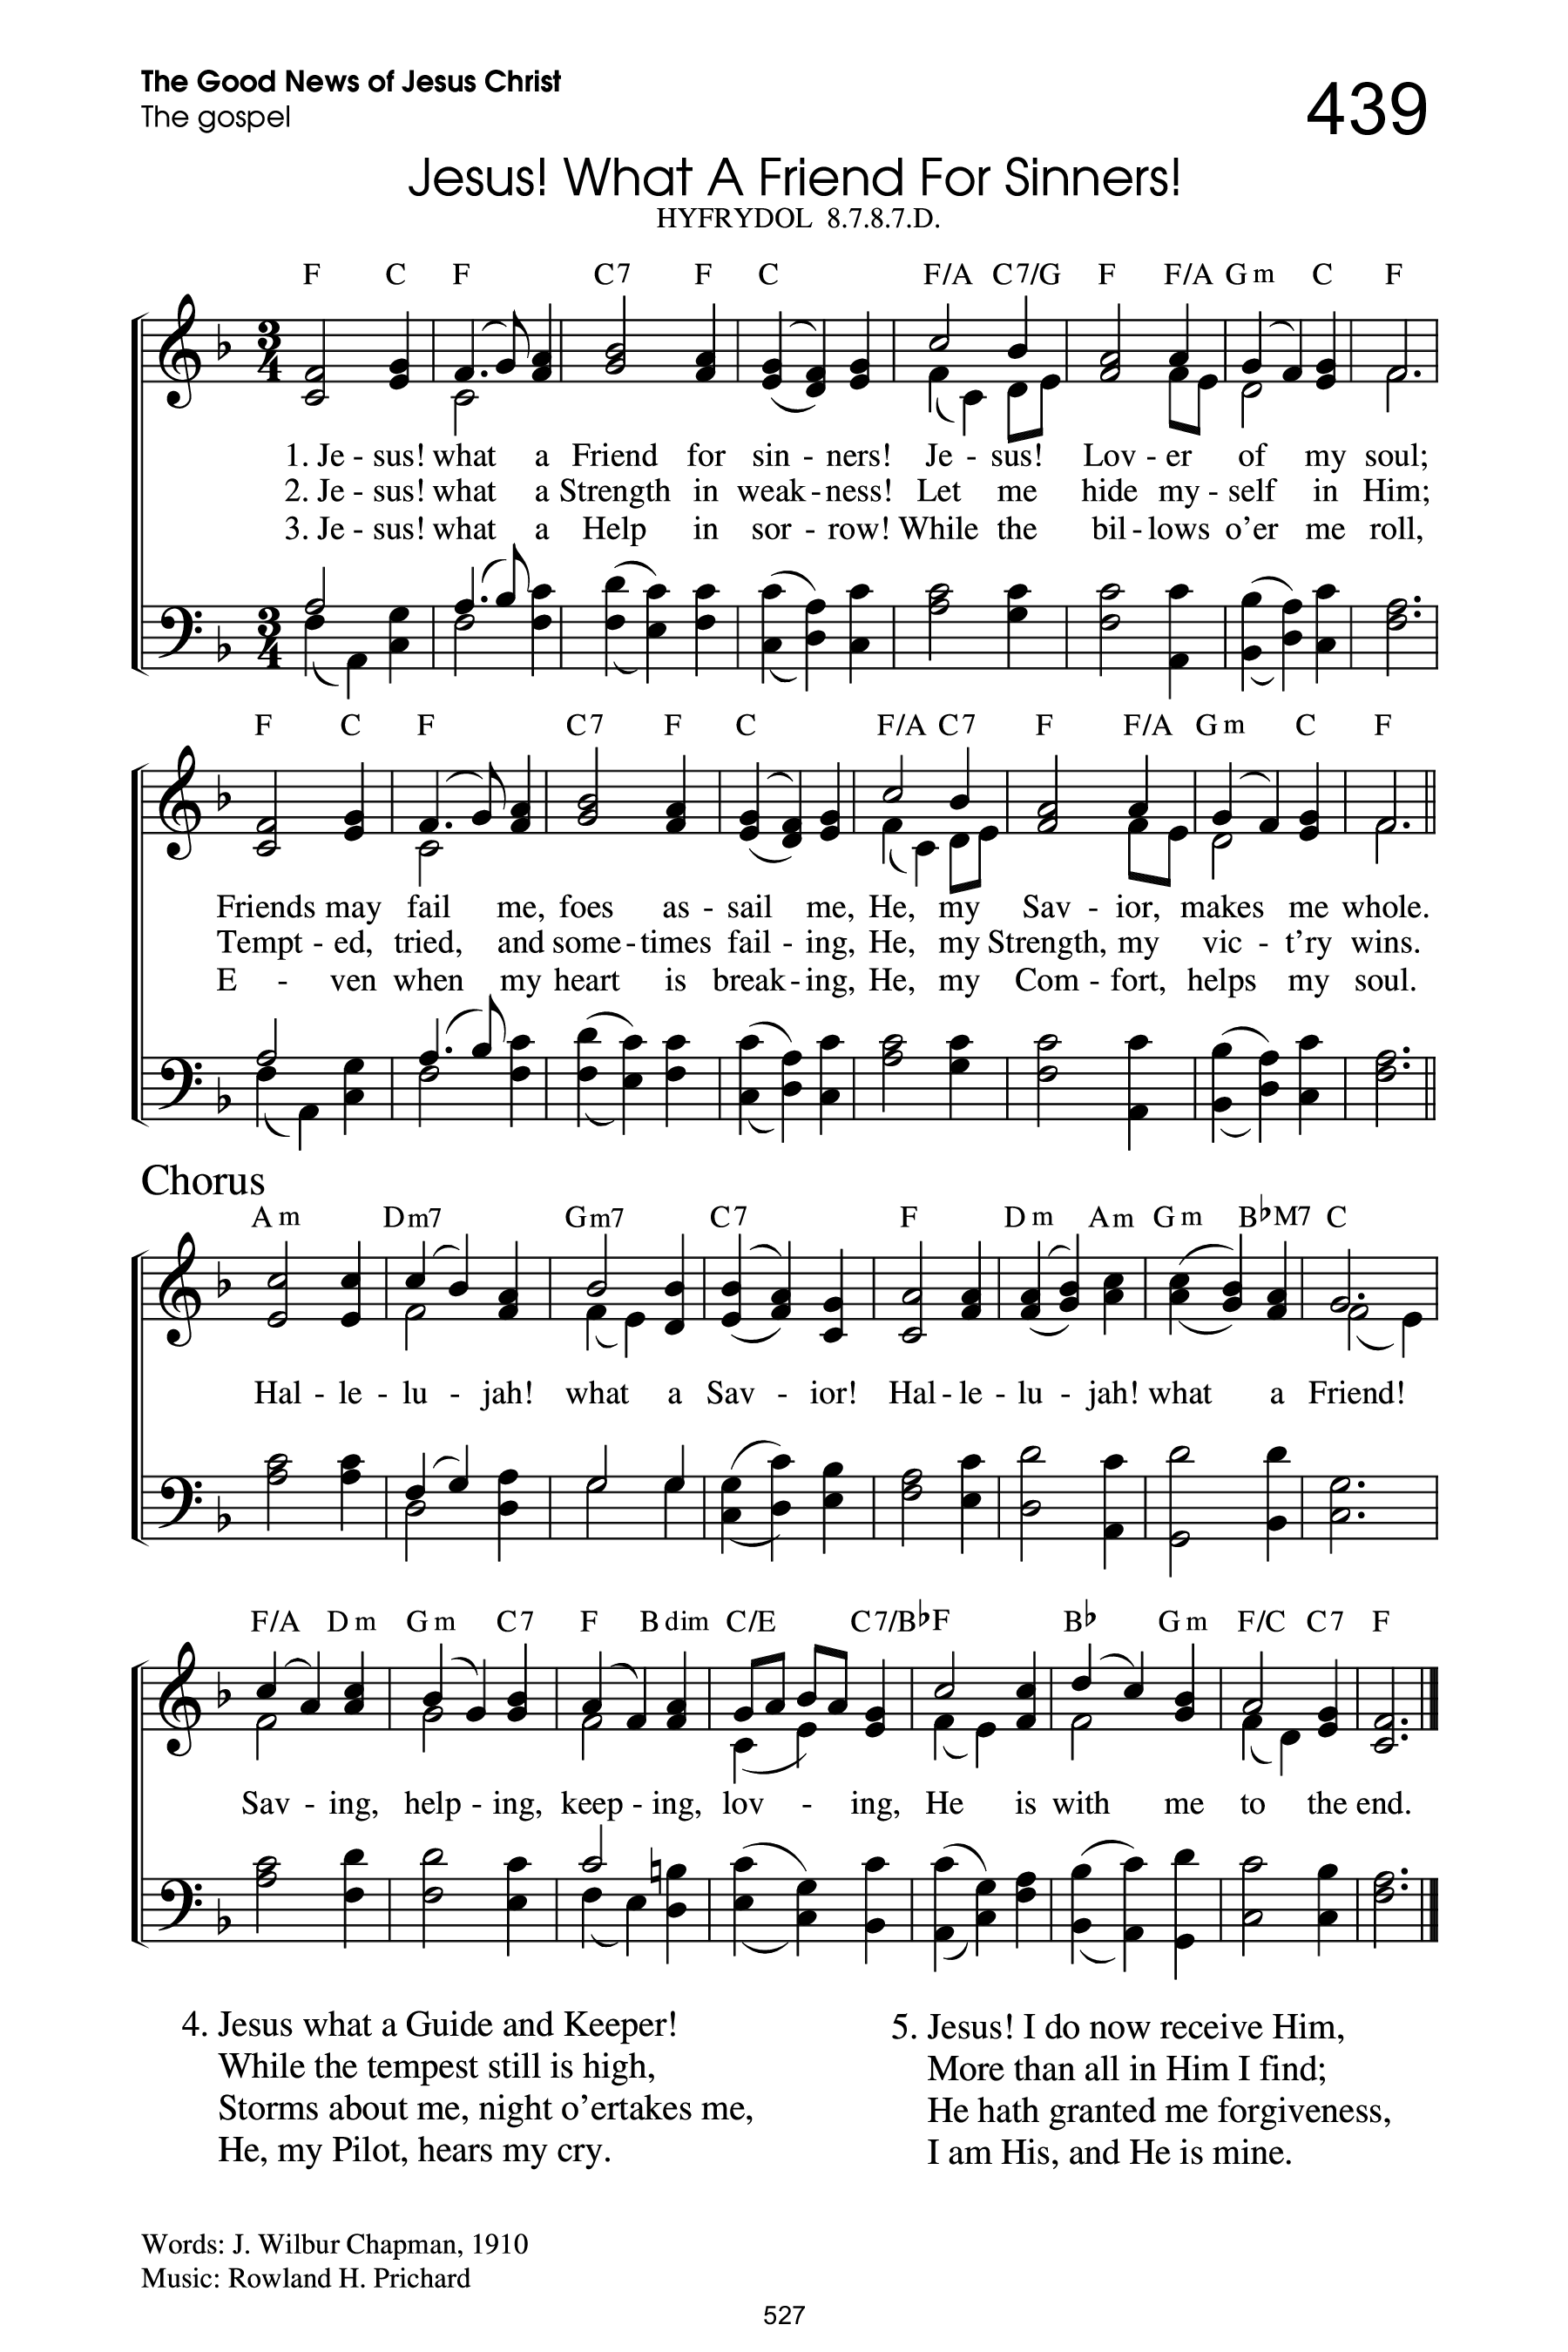 The Good News of Jesus Christ
The gospel
439
Jesus! What A Friend For Sinners!
HYFRYDOL 8.7.8.7.D.
F C F C7 F C F/A C7/G F F/A Gm C F
1. Je - sus! what a Friend for sin - ners! Je - sus! Lov - er of my soul;
2. Je - sus! what a Strength in weak - ness! Let me hide my - self in Him;
3. Je - sus! what a Help in sor - row! While the bil - lows o'er me roll,
F C F C7 F C F/A C7 F F/A Gm C F
Friends may fail me, foes as - sail me, He, my Sav - ior, makes me whole.
Tempt - ed, tried, and some - times fail - ing, He, my Strength, my vic - t'ry wins.
E - ven when my heart is break - ing, He, my Comfort, helps my soul.
Chorus
Am Dm7 Gm7 C7 F Dm Am Gm B♭M7 C
Hal - le - lu - jah! what a Sav - ior! Hal - le - lu - jah! what a Friend!
F/A Dm Gm C7 F Bdim C/E C7/B♭ F B♭ Gm F/C C7 F
Sav - ing, help - ing, keep - ing, lov - ing, He is with me to the end.
4. Jesus what a Guide and Keeper!
While the tempest still is high,
Storms about me, night o'ertakes me,
He, my Pilot, hears my cry.
5. Jesus! I do now receive Him,
More than all in Him I find;
He hath granted me forgiveness,
I am His, and He is mine.
Words: J. Wilbur Chapman, 1910
Music: Rowland H. Prichard
527